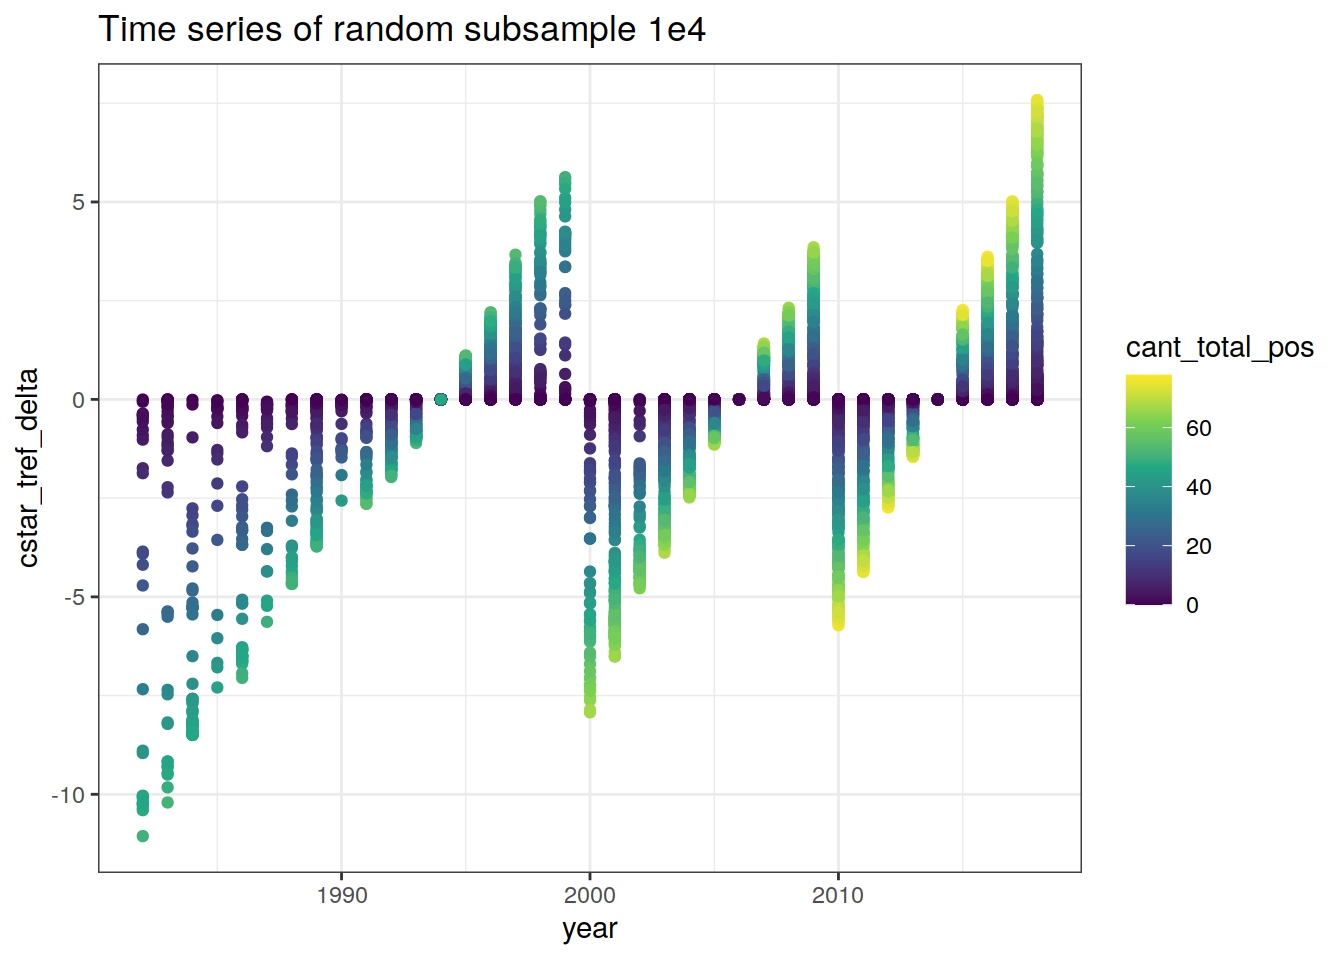 Time series of random subsample 1e4
cstar_tref_delta
5
0
-5
-10
1990
2000
2010
year
cant_total_pos
60
40
20
0